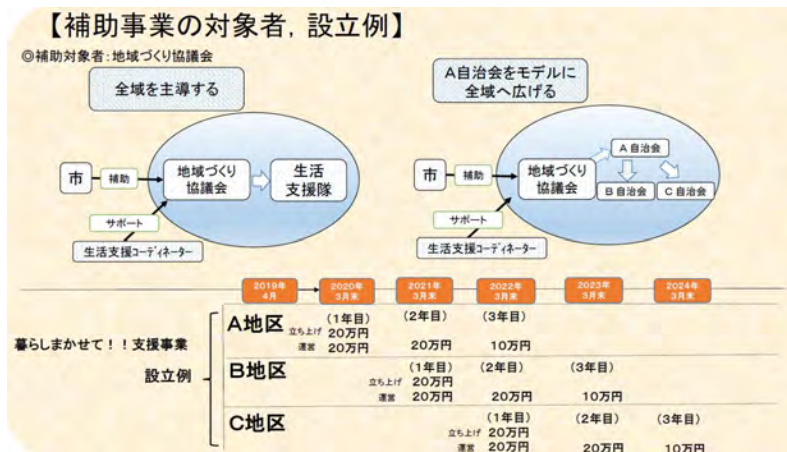 【補助事業の対象者，設立例】
◎補助対象者：地域づくり協議会
全域を主導する
市
補助
地域づくり
協議会
生活
支援隊
サポート
生活支援コーディネーター
A自治会をモデルに
全域へ広げる
市
補助
地域づくり
協議会
A自治会
B自治会
C自治会
サポート
生活支援コーディネーター
2019年
4月
2020年
3月末
2021年
3月末
2022年
3月末
2023年
3月末
2024年
3月末
暮らしまかせて！！支援事業
設立例
A地区 (1年目) (2年目) (3年目)
立ち上げ 20万円
運営 20万円 20万円 10万円
B地区 (1年目) (2年目) (3年目)
立ち上げ 20万円
運営 20万円 20万円 10万円
C地区 (1年目) (2年目) (3年目)
立ち上げ 20万円
運営 20万円 20万円 10万円